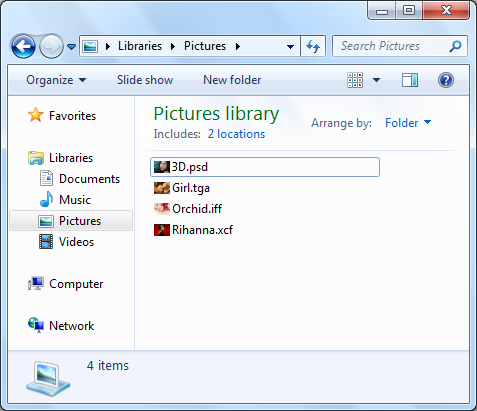 Libraries Pictures
Search Pictures
Organize Slide show New folder
Pictures library
Includes: 2 locations
Arrange by: Folder
Favorites
Libraries
Documents
Music
Pictures
Videos
Computer
Network
3D.psd
Girl.tga
Orchid.iff
Rihanna.xcf
4 items